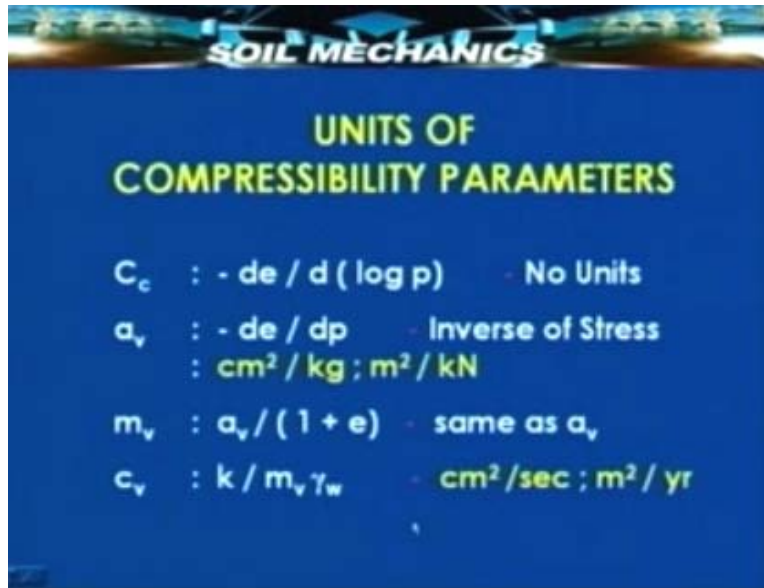 SOIL MECHANICS
UNITS OF
COMPRESSIBILITY PARAMETERS
C꜀ : - de / d ( log p) - No Units
aᵥ : - de / dp - Inverse of Stress
: cm² / kg ; m² / kN
mᵥ : aᵥ / ( 1 + e) - same as aᵥ
cᵥ : k / mᵥ γw - cm² /sec ; m² / yr